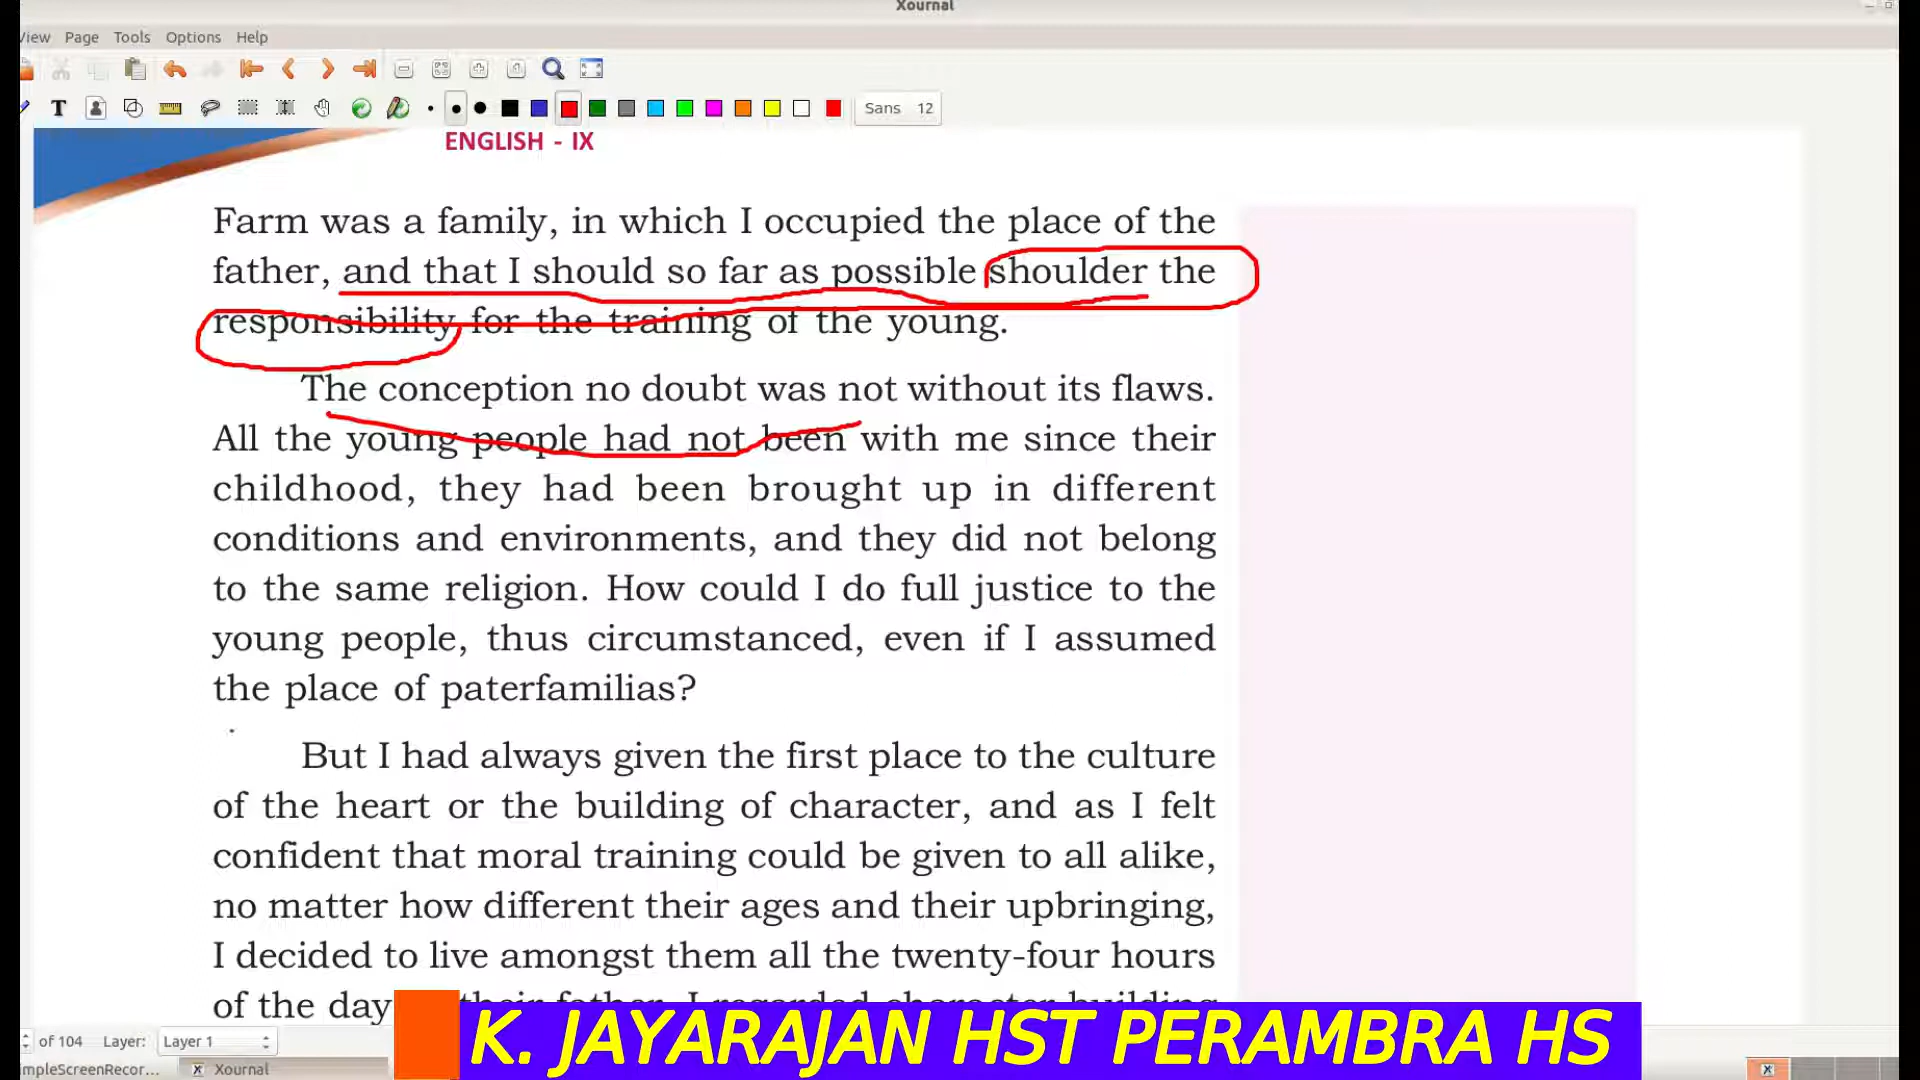 Xournal
View Page Tools Options Help
Sans 12
ENGLISH - IX
Farm was a family, in which I occupied the place of the
father, and that I should so far as possible shoulder the
responsibility for the training of the young.
The conception no doubt was not without its flaws.
All the young people had not been with me since their
childhood, they had been brought up in different
conditions and environments, and they did not belong
to the same religion. How could I do full justice to the
young people, thus circumstanced, even if I assumed
the place of paterfamilias?
But I had always given the first place to the culture
of the heart or the building of character, and as I felt
confident that moral training could be given to all alike,
no matter how different their ages and their upbringing,
I decided to live amongst them all the twenty-four hours
of the day their father. I regarded character building
K. JAYARAJAN HST PERAMBRA HS
of 104 Layer: Layer 1
mpleScreenRecor... Xournal